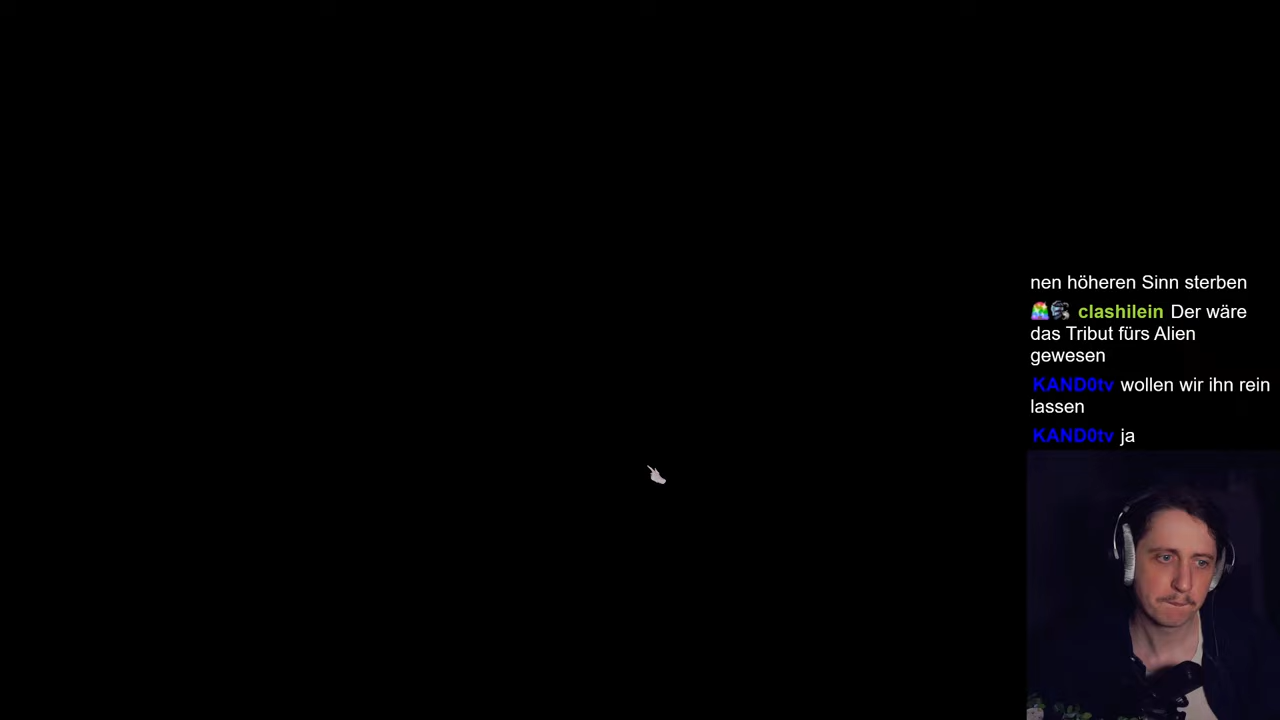 nen höheren Sinn sterben
clashilein Der wäre
das Tribut fürs Alien
gewesen
KAND0tv wollen wir ihn rein
lassen
KAND0tv ja